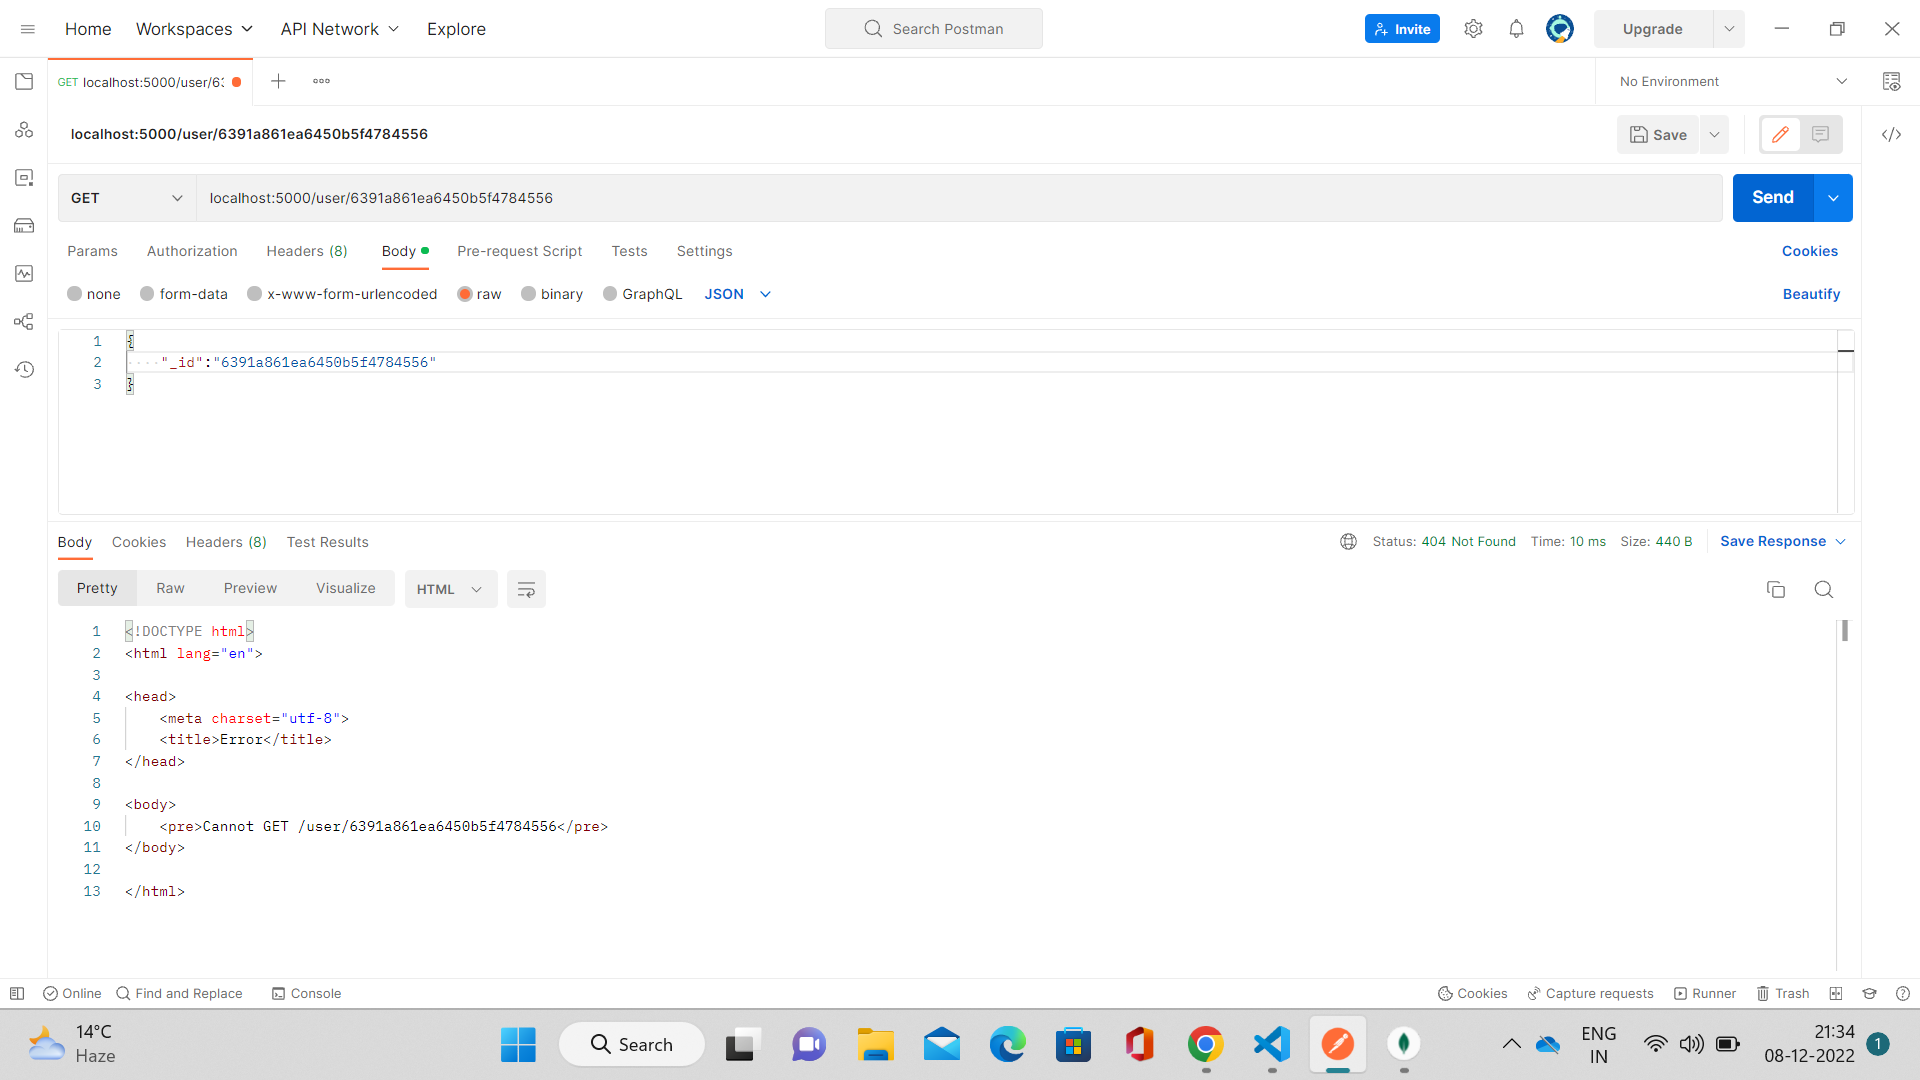 Home Workspaces API Network Explore Search Postman Invite Upgrade
GET localhost:5000/user/63 No Environment
localhost:5000/user/6391a861ea6450b5f4784556 Save
GET localhost:5000/user/6391a861ea6450b5f4784556 Send
Params Authorization Headers (8) Body Pre-request Script Tests Settings Cookies
none form-data x-www-form-urlencoded raw binary GraphQL JSON Beautify
1 {
2 "_id":"6391a861ea6450b5f4784556"
3 }
Body Cookies Headers (8) Test Results Status: 404 Not Found Time: 10 ms Size: 440 B Save Response
Pretty Raw Preview Visualize HTML
1 <!DOCTYPE html>
2 <html lang="en">
3
4 <head>
5 <meta charset="utf-8">
6 <title>Error</title>
7 </head>
8
9 <body>
10 <pre>Cannot GET /user/6391a861ea6450b5f4784556</pre>
11 </body>
12
13 </html>
Online Find and Replace Console Cookies Capture requests Runner Trash
14°C
Haze
Search
ENG
IN
21:34
08-12-2022
1